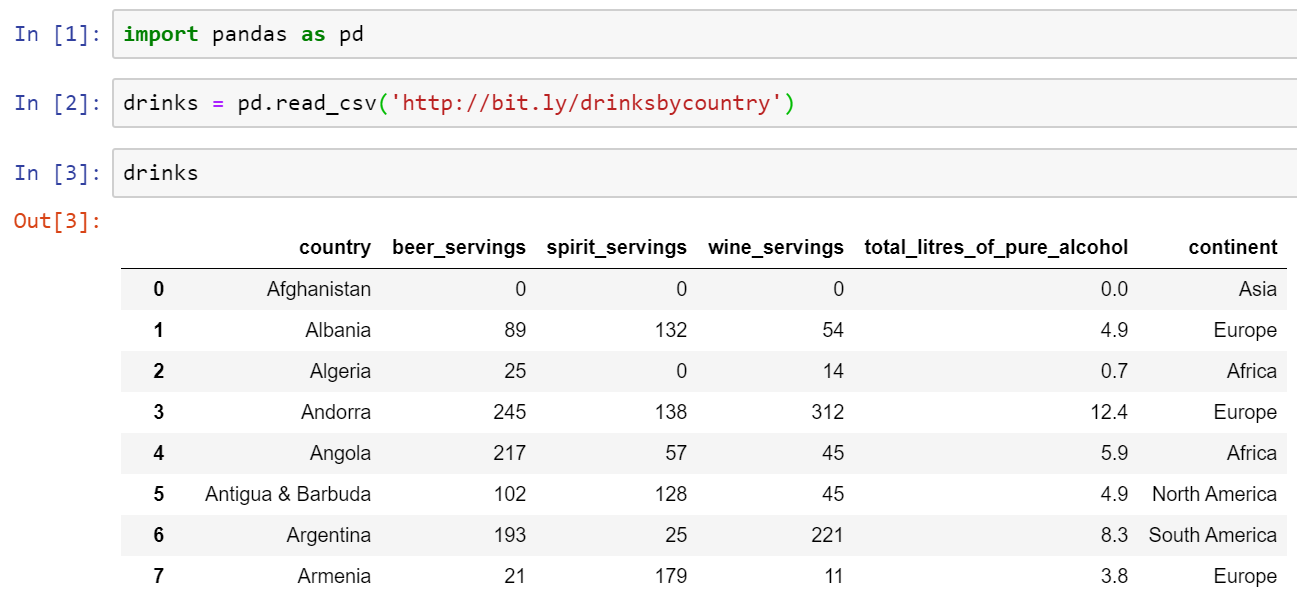 In [1]: import pandas as pd
In [2]: drinks = pd.read_csv('http://bit.ly/drinksbycountry')
In [3]: drinks
Out[3]:
country beer_servings spirit_servings wine_servings total_litres_of_pure_alcohol continent
0 Afghanistan 0 0 0 0.0 Asia
1 Albania 89 132 54 4.9 Europe
2 Algeria 25 0 14 0.7 Africa
3 Andorra 245 138 312 12.4 Europe
4 Angola 217 57 45 5.9 Africa
5 Antigua & Barbuda 102 128 45 4.9 North America
6 Argentina 193 25 221 8.3 South America
7 Armenia 21 179 11 3.8 Europe